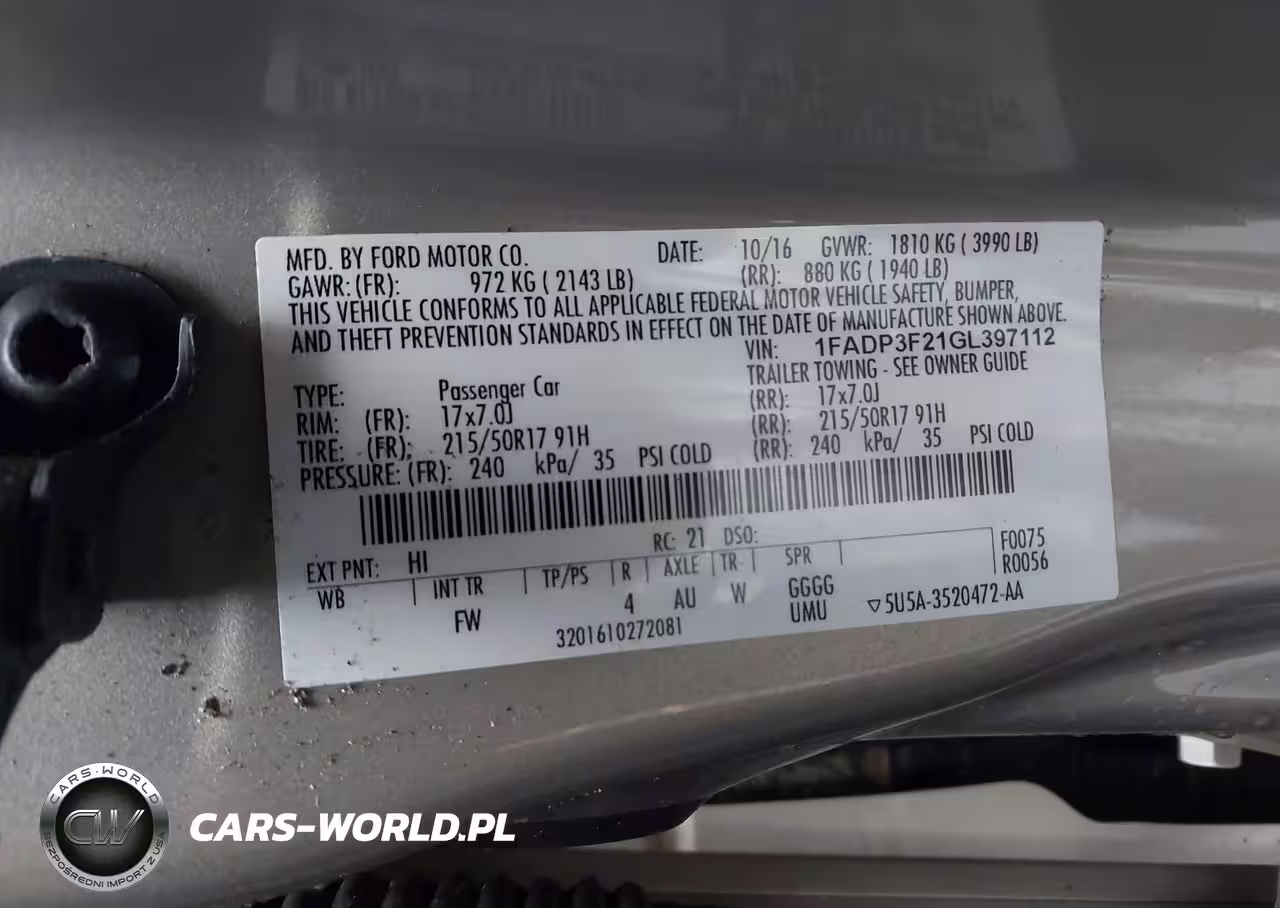 MFD. BY FORD MOTOR CO. DATE: 10/16 GVWR: 1810 KG ( 3990 LB)
GAWR: (FR): 972 KG ( 2143 LB) (RR): 880 KG ( 1940 LB)
THIS VEHICLE CONFORMS TO ALL APPLICABLE FEDERAL MOTOR VEHICLE SAFETY, BUMPER,
AND THEFT PREVENTION STANDARDS IN EFFECT ON THE DATE OF MANUFACTURE SHOWN ABOVE.
VIN: 1FADP3F21GL397112
TYPE: Passenger Car TRAILER TOWING - SEE OWNER GUIDE
RIM: (FR): 17x7.0J (RR): 17x7.0J
TIRE: (FR): 215/50R17 91H (RR): 215/50R17 91H
PRESSURE: (FR): 240 kPa/ 35 PSI COLD (RR): 240 kPa/ 35 PSI COLD
EXT PNT: HI RC: 21 DSO: F0075
WB INT TR TP/PS R AXLE TR SPR R0056
FW 4 AU W GGGG
UMU ▽5U5A-3520472-AA
3201610272081
CARS-WORLD
CW
BEZPOŚREDNI IMPORT Z USA
CARS-WORLD.PL